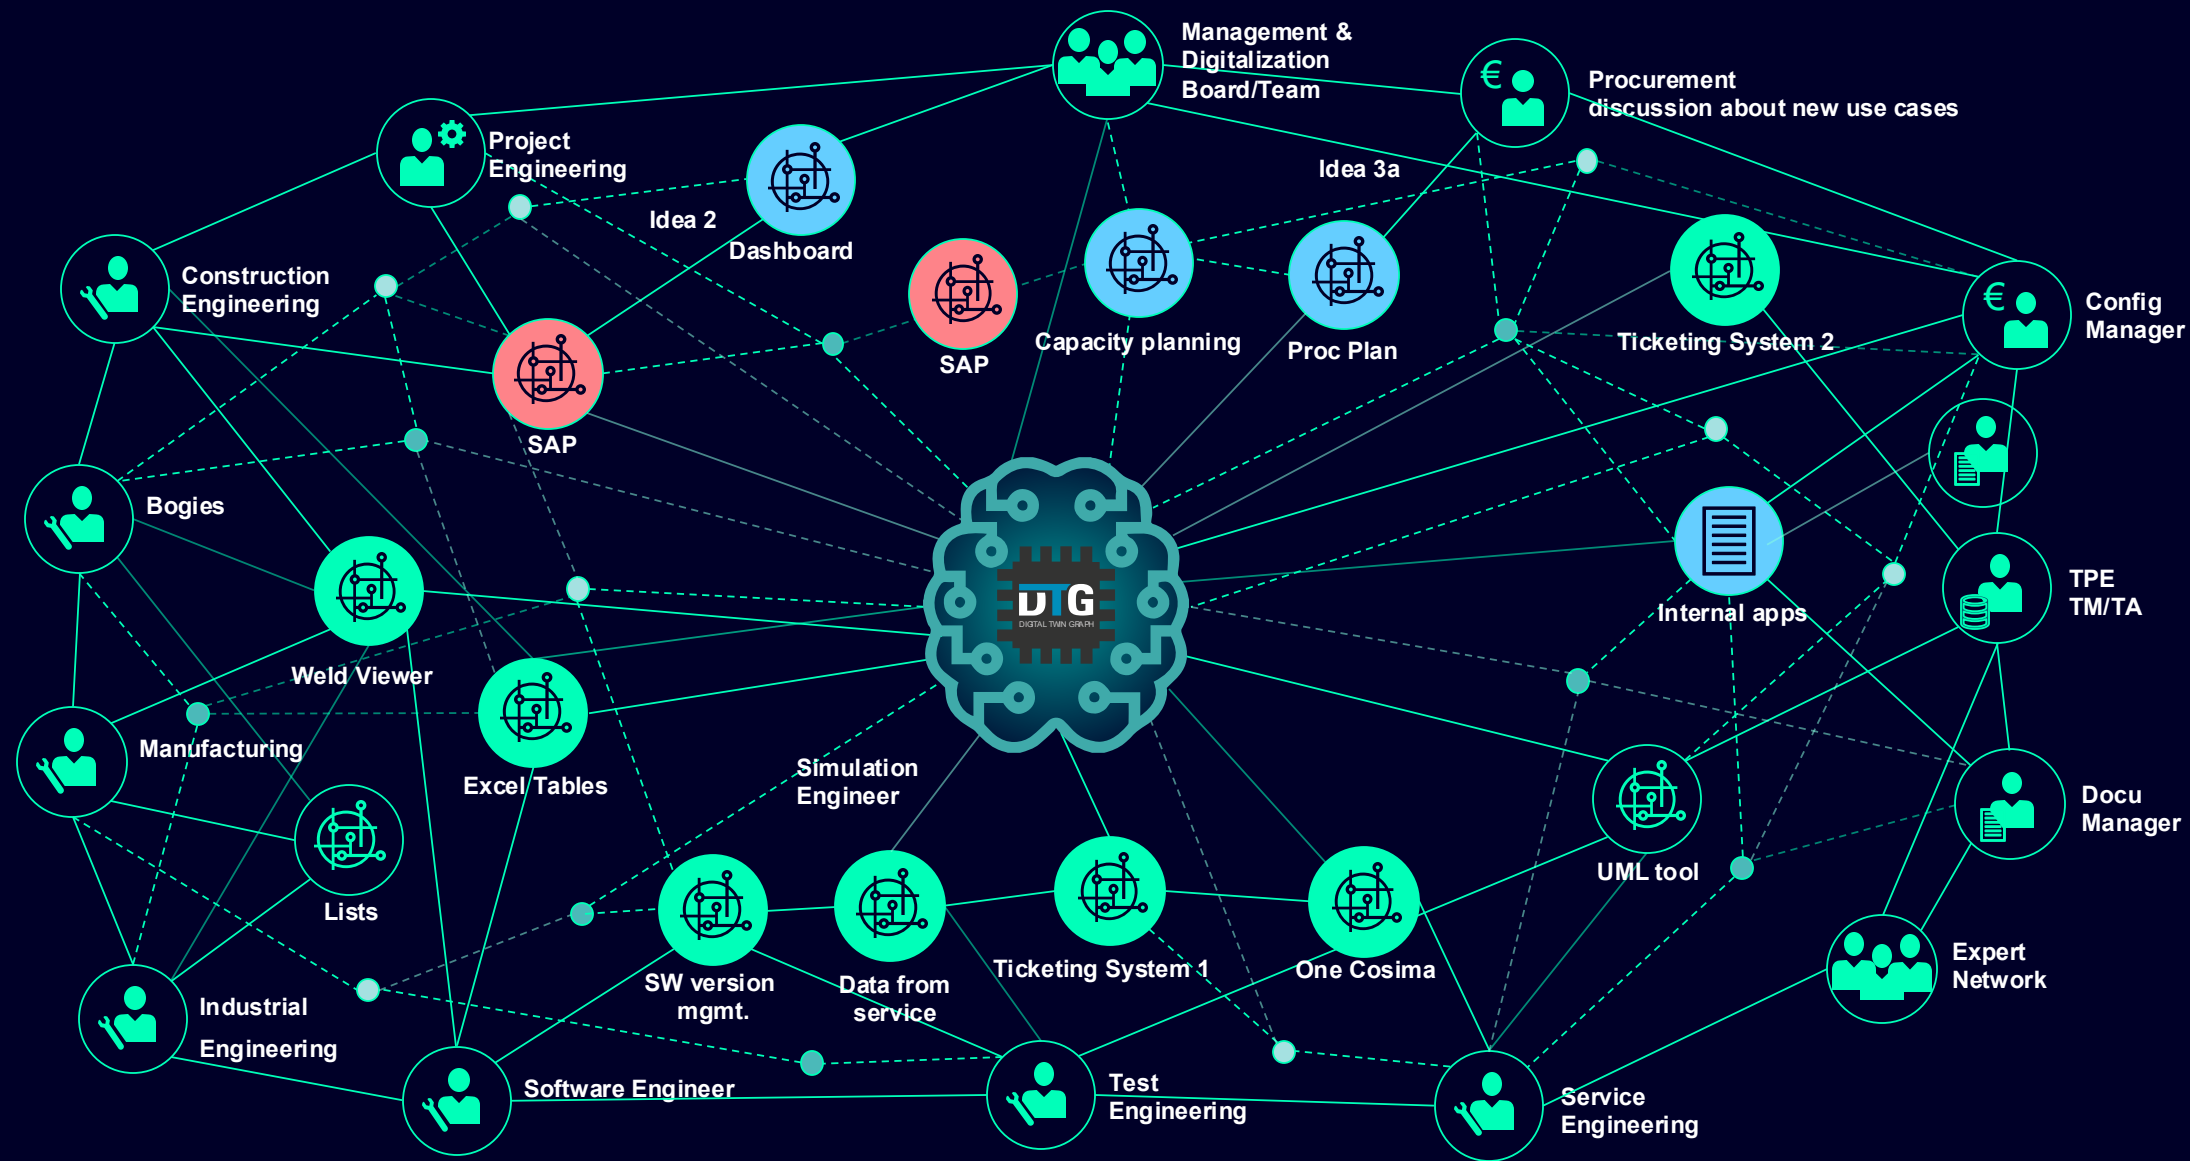 Management &
Digitalization
Board/Team
€
Procurement
discussion about new use cases
Project
Engineering
Idea 3a
Idea 2
Dashboard
Construction
Engineering
SAP
Capacity planning
Proc Plan
Ticketing System 2
€
Config
Manager
SAP
Bogies
DTG
DIGITAL TWIN GRAPH
Internal apps
TPE
TM/TA
Weld Viewer
Manufacturing
Excel Tables
Simulation
Engineer
Docu
Manager
UML tool
Lists
SW version
mgmt.
Data from
service
Ticketing System 1
One Cosima
Expert
Network
Industrial
Engineering
Software Engineer
Test
Engineering
Service
Engineering